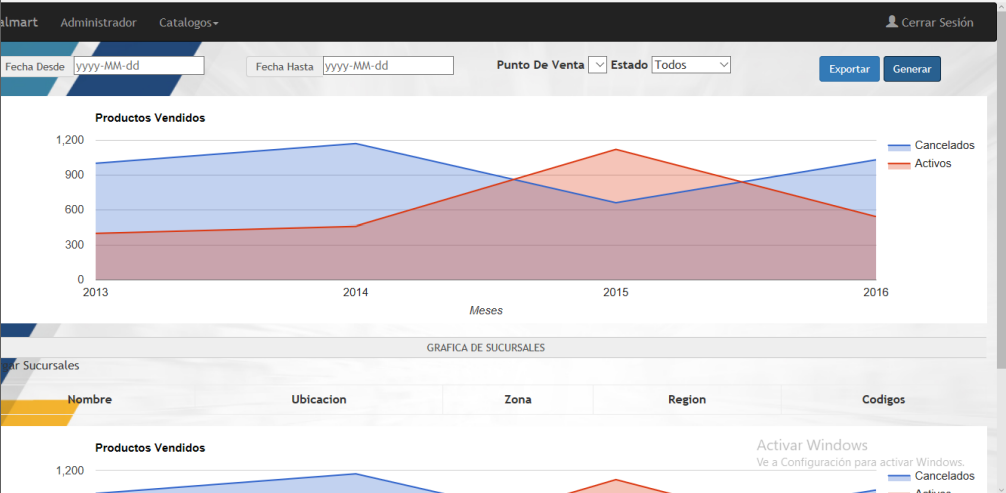 almart Administrador Catalogos Cerrar Sesión
Fecha Desde yyyy-MM-dd Fecha Hasta yyyy-MM-dd Punto De Venta Estado Todos Exportar Generar
Productos Vendidos
1,200
900
600
300
0
Cancelados
Activos
2013 2014 2015 2016
Meses
GRAFICA DE SUCURSALES
ar Sucursales
Nombre Ubicacion Zona Region Codigos
Productos Vendidos
1,200
Cancelados
Activos
Activar Windows
Ve a Configuración para activar Windows.